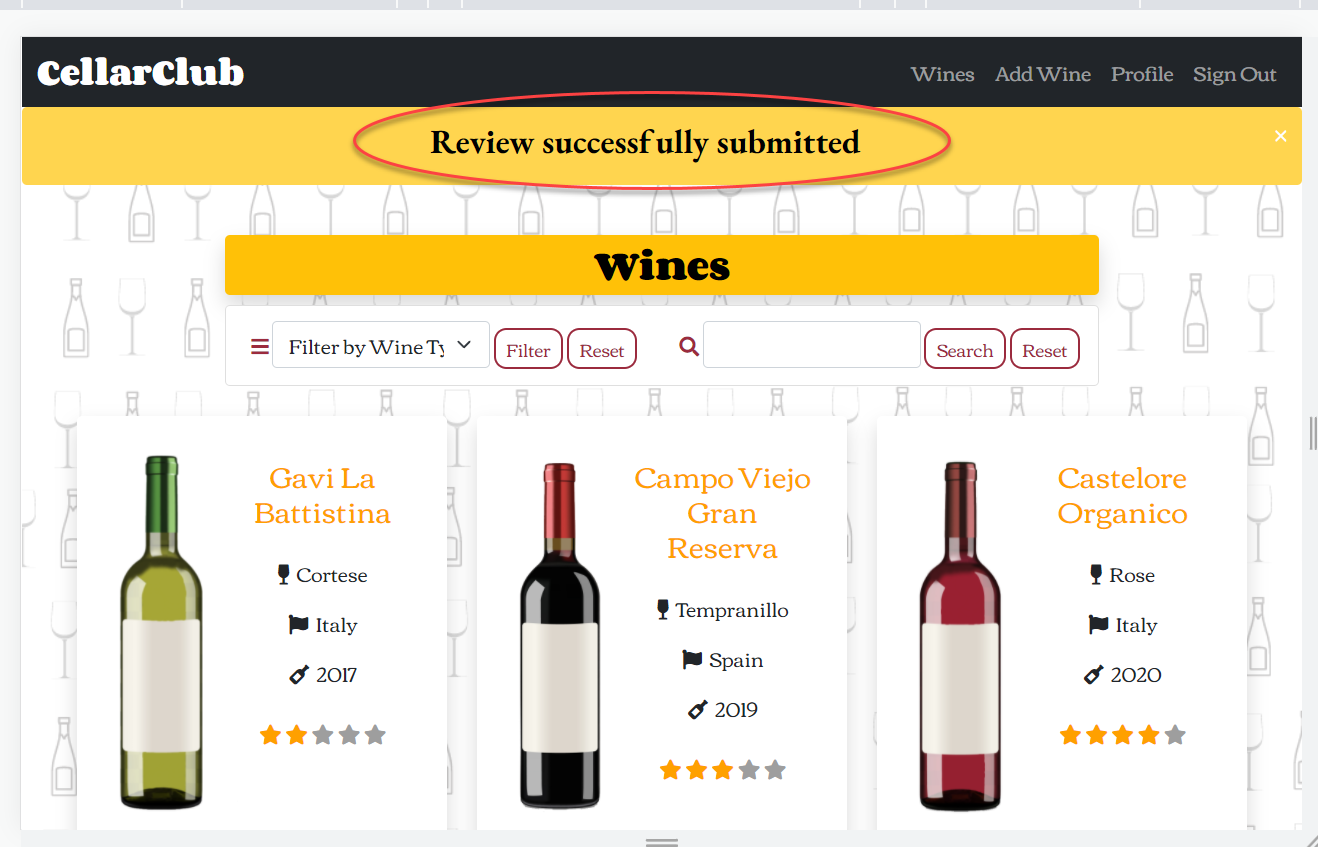 CellarClub
Wines Add Wine Profile Sign Out
Review successfully submitted
×
Wines
Filter by Wine Ty
Filter
Reset
Search
Reset
Gavi La
Battistina
Cortese
Italy
2017
Campo Viejo
Gran
Reserva
Tempranillo
Spain
2019
Castelore
Organico
Rose
Italy
2020